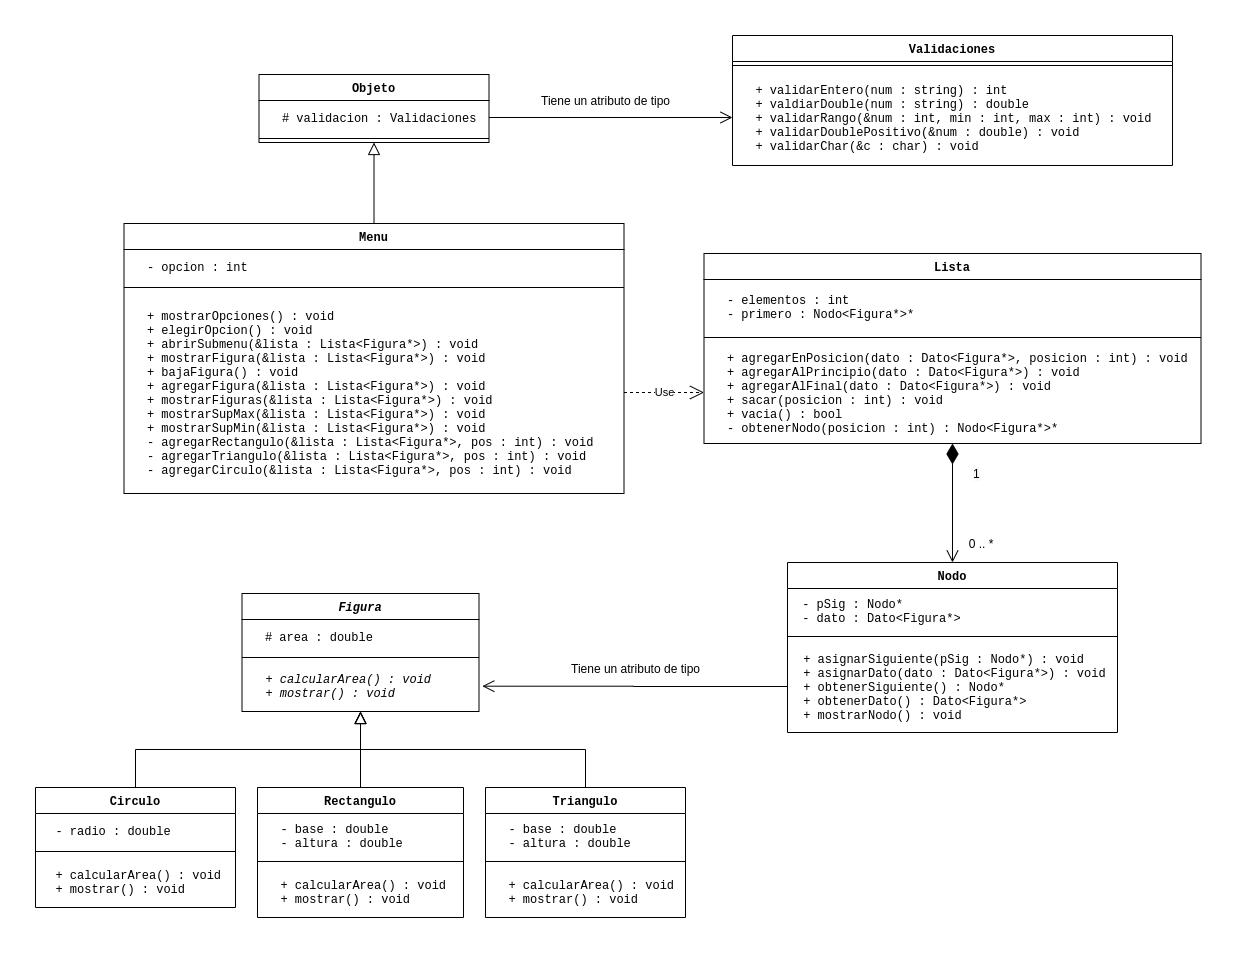 Validaciones
+ validarEntero(num : string) : int
+ valdiarDouble(num : string) : double
+ validarRango(&num : int, min : int, max : int) : void
+ validarDoublePositivo(&num : double) : void
+ validarChar(&c : char) : void
Objeto
# validacion : Validaciones
Tiene un atributo de tipo
Menu
- opcion : int
+ mostrarOpciones() : void
+ elegirOpcion() : void
+ abrirSubmenu(&lista : Lista<Figura*>) : void
+ mostrarFigura(&lista : Lista<Figura*>) : void
+ bajaFigura() : void
+ agregarFigura(&lista : Lista<Figura*>) : void
+ mostrarFiguras(&lista : Lista<Figura*>) : void
+ mostrarSupMax(&lista : Lista<Figura*>) : void
+ mostrarSupMin(&lista : Lista<Figura*>) : void
- agregarRectangulo(&lista : Lista<Figura*>, pos : int) : void
- agregarTriangulo(&lista : Lista<Figura*>, pos : int) : void
- agregarCirculo(&lista : Lista<Figura*>, pos : int) : void
Use
Lista
- elementos : int
- primero : Nodo<Figura*>*
+ agregarEnPosicion(dato : Dato<Figura*>, posicion : int) : void
+ agregarAlPrincipio(dato : Dato<Figura*>) : void
+ agregarAlFinal(dato : Dato<Figura*>) : void
+ sacar(posicion : int) : void
+ vacia() : bool
- obtenerNodo(posicion : int) : Nodo<Figura*>*
1
0 .. *
Nodo
- pSig : Nodo*
- dato : Dato<Figura*>
+ asignarSiguiente(pSig : Nodo*) : void
+ asignarDato(dato : Dato<Figura*>) : void
+ obtenerSiguiente() : Nodo*
+ obtenerDato() : Dato<Figura*>
+ mostrarNodo() : void
Tiene un atributo de tipo
Figura
# area : double
+ calcularArea() : void
+ mostrar() : void
Circulo
- radio : double
+ calcularArea() : void
+ mostrar() : void
Rectangulo
- base : double
- altura : double
+ calcularArea() : void
+ mostrar() : void
Triangulo
- base : double
- altura : double
+ calcularArea() : void
+ mostrar() : void